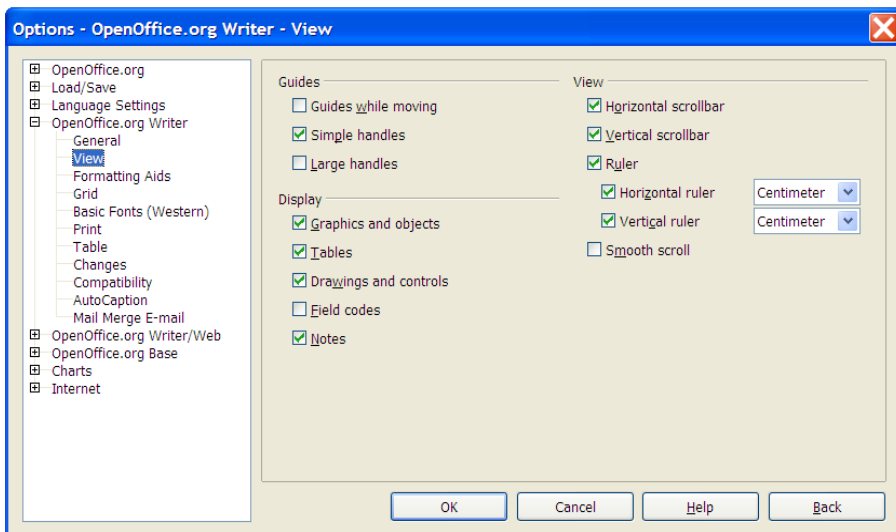 Options - OpenOffice.org Writer - View
OpenOffice.org
Load/Save
Language Settings
OpenOffice.org Writer
General
View
Formatting Aids
Grid
Basic Fonts (Western)
Print
Table
Changes
Compatibility
AutoCaption
Mail Merge E-mail
OpenOffice.org Writer/Web
OpenOffice.org Base
Charts
Internet
Guides
Guides while moving
Simple handles
Large handles
Display
Graphics and objects
Tables
Drawings and controls
Field codes
Notes
View
Horizontal scrollbar
Vertical scrollbar
Ruler
Horizontal ruler Centimeter
Vertical ruler Centimeter
Smooth scroll
OK Cancel Help Back